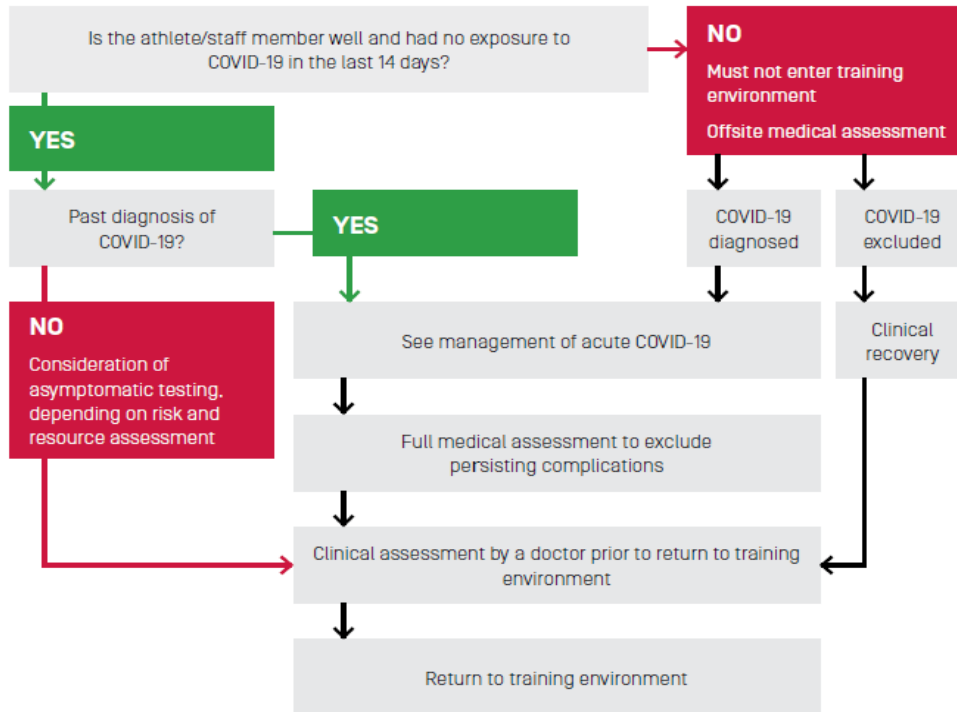 Is the athlete/staff member well and had no exposure to
COVID-19 in the last 14 days?
NO
Must not enter training
environment
Offsite medical assessment
YES
Past diagnosis of
COVID-19?
YES
COVID-19
diagnosed
COVID-19
excluded
NO
Consideration of
asymptomatic testing,
depending on risk and
resource assessment
See management of acute COVID-19
Clinical
recovery
Full medical assessment to exclude
persisting complications
Clinical assessment by a doctor prior to return to training
environment
Return to training environment